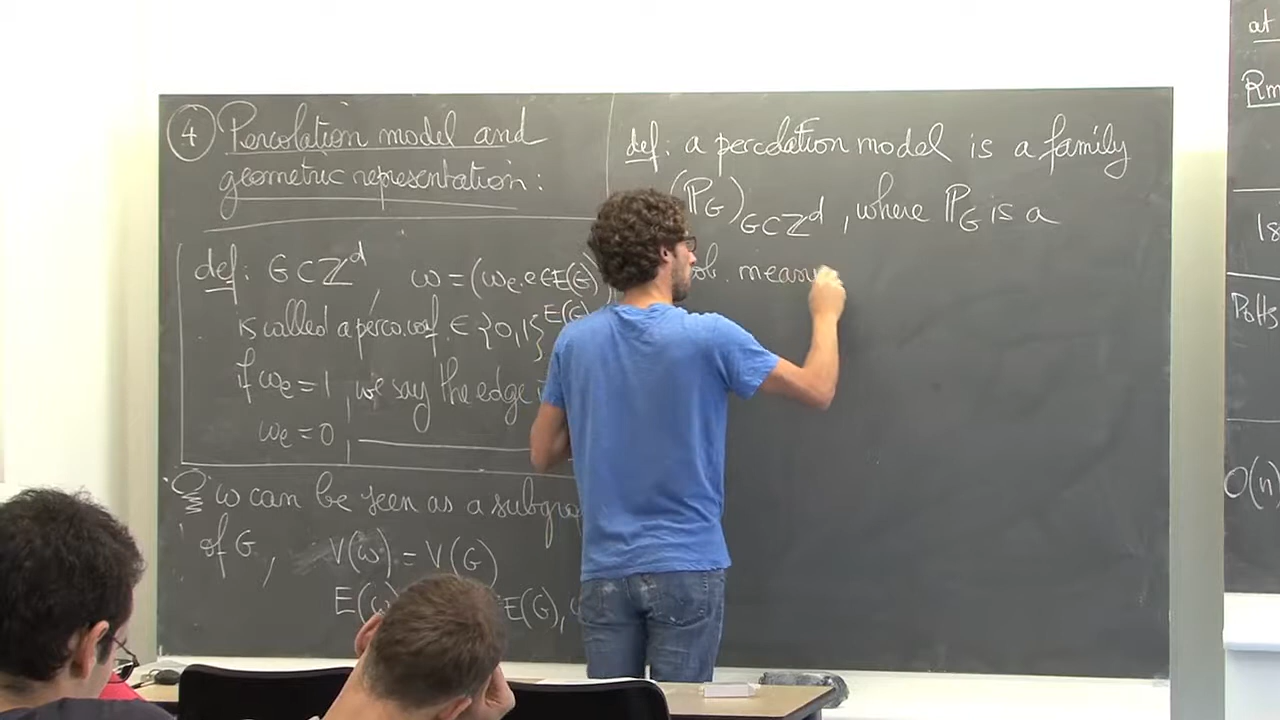 ④ Percolation model and
geometric representation:
def: G⊂ℤ^d, ω = (ω_e, e∈E(G))
is called a perco. conf. ∈ {0,1}^E(G)
if ω_e = 1, we say the edge
ω_e = 0,
ω can be seen as a subgra
of G, V(ω) = V(G)
E(ω) E(G),
def: a percolation model is a family
(ℙ_G)_G⊂ℤ^d, where ℙ_G is a
ob. measu
at
Rm
Potts
O(n)